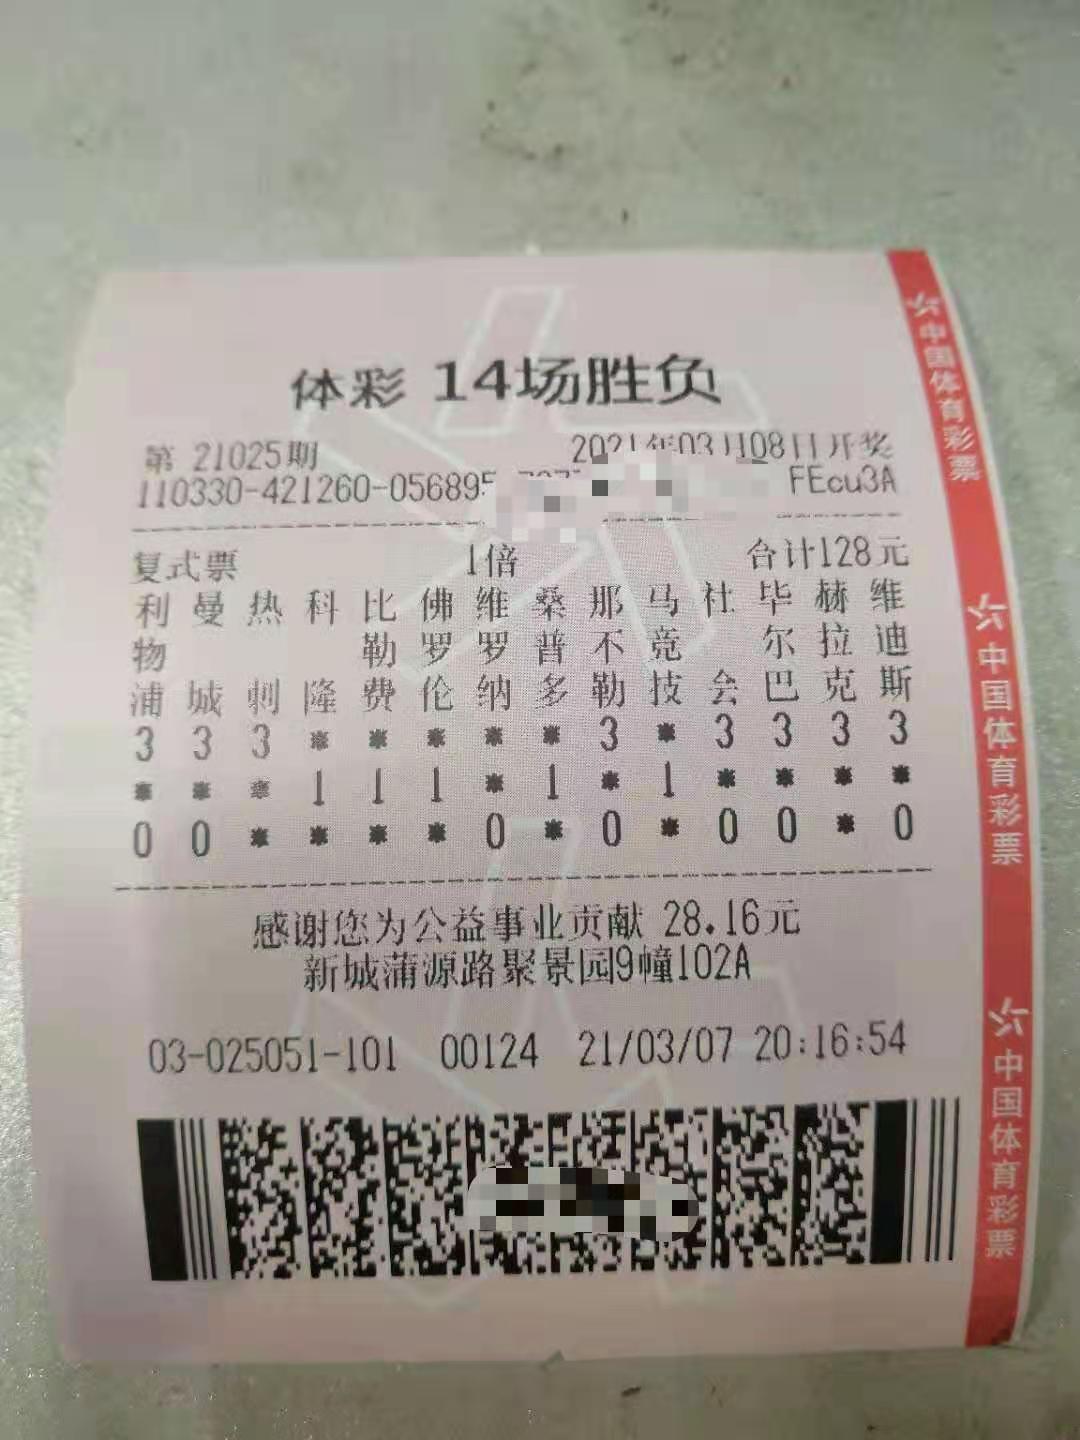 体彩 14场胜负
第 21025期 2021年03月08日开奖
110330-421260-056895 FEcu3A
复式票 1倍 合计128元
利 曼 热 科 比 佛 维 桑 那 马 社 毕 赫 维
物 勒 罗 罗 普 不 竞 尔 拉 迪
浦 城 刺 隆 费 伦 纳 多 勒 技 会 巴 克 斯
3 3 3 * * * * * 3 * 3 3 3 3
* * * 1 1 1 * 1 * 1 * * * *
0 0 * * * * 0 * 0 * 0 0 * 0
感谢您为公益事业贡献 28.16元
新城蒲源路聚景园9幢102A
03-025051-101 00124 21/03/07 20:16:54
中国体育彩票
中国体育彩票
中国体育彩票